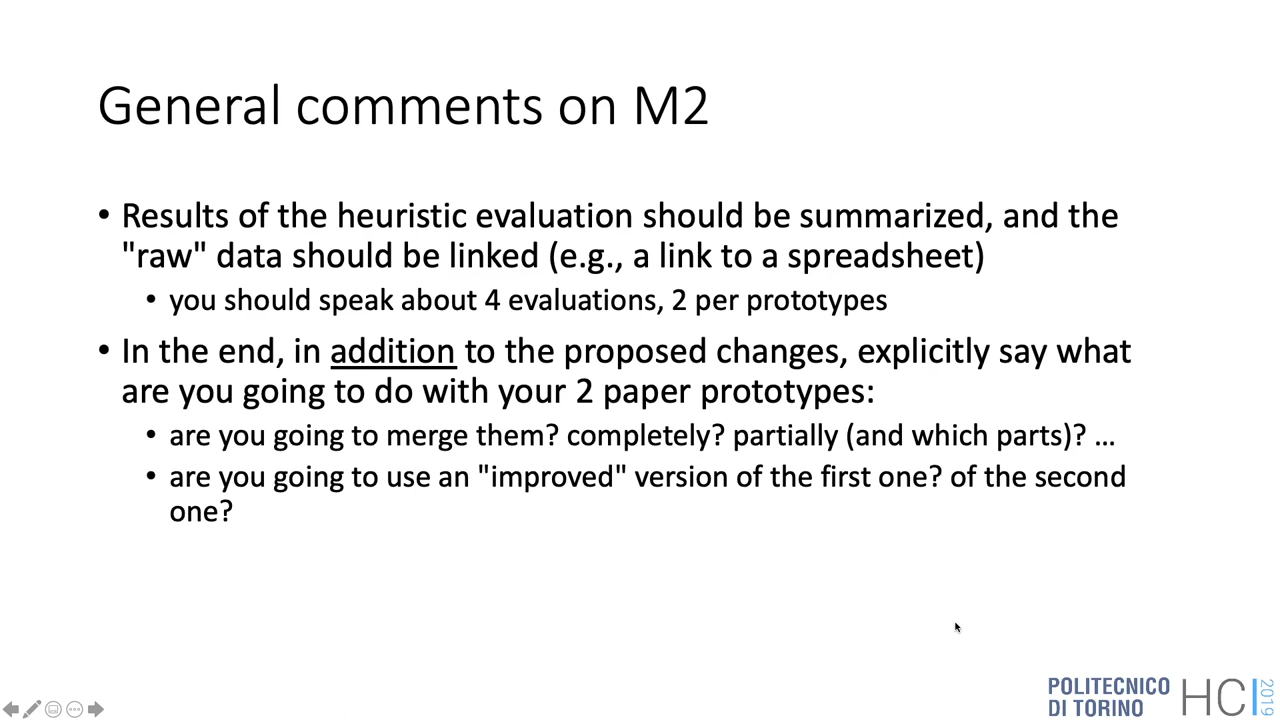 General comments on M2
• Results of the heuristic evaluation should be summarized, and the
"raw" data should be linked (e.g., a link to a spreadsheet)
• you should speak about 4 evaluations, 2 per prototypes
• In the end, in addition to the proposed changes, explicitly say what
are you going to do with your 2 paper prototypes:
• are you going to merge them? completely? partially (and which parts)? …
• are you going to use an "improved" version of the first one? of the second
one?
POLITECNICO
DI TORINO
HCI
2019